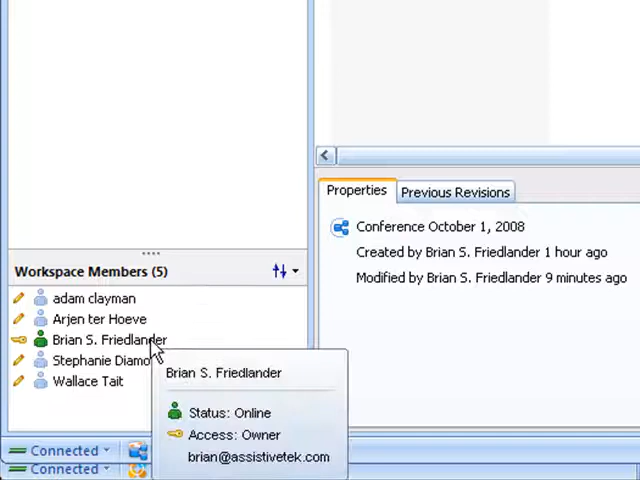 Properties
Previous Revisions
Conference October 1, 2008
Created by Brian S. Friedlander 1 hour ago
Modified by Brian S. Friedlander 9 minutes ago
Workspace Members (5)
adam clayman
Arjen ter Hoeve
Brian S. Friedlander
Stephanie Diamo
Wallace Tait
Brian S. Friedlander
Status: Online
Access: Owner
brian@assistivetek.com
Connected
Connected